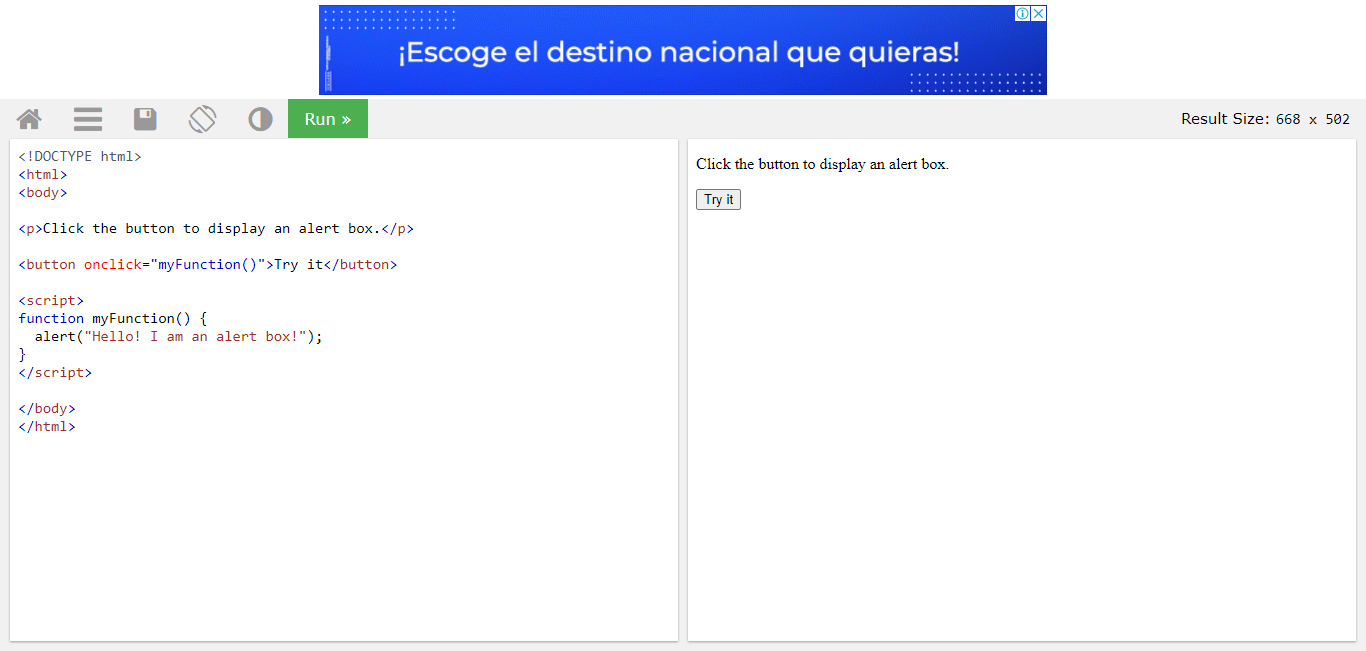 ¡Escoge el destino nacional que quieras!
Run »
Result Size: 668 x 502
<!DOCTYPE html>
<html>
<body>
<p>Click the button to display an alert box.</p>
<button onclick="myFunction()">Try it</button>
<script>
function myFunction() {
  alert("Hello! I am an alert box!");
}
</script>
</body>
</html>
Click the button to display an alert box.
Try it